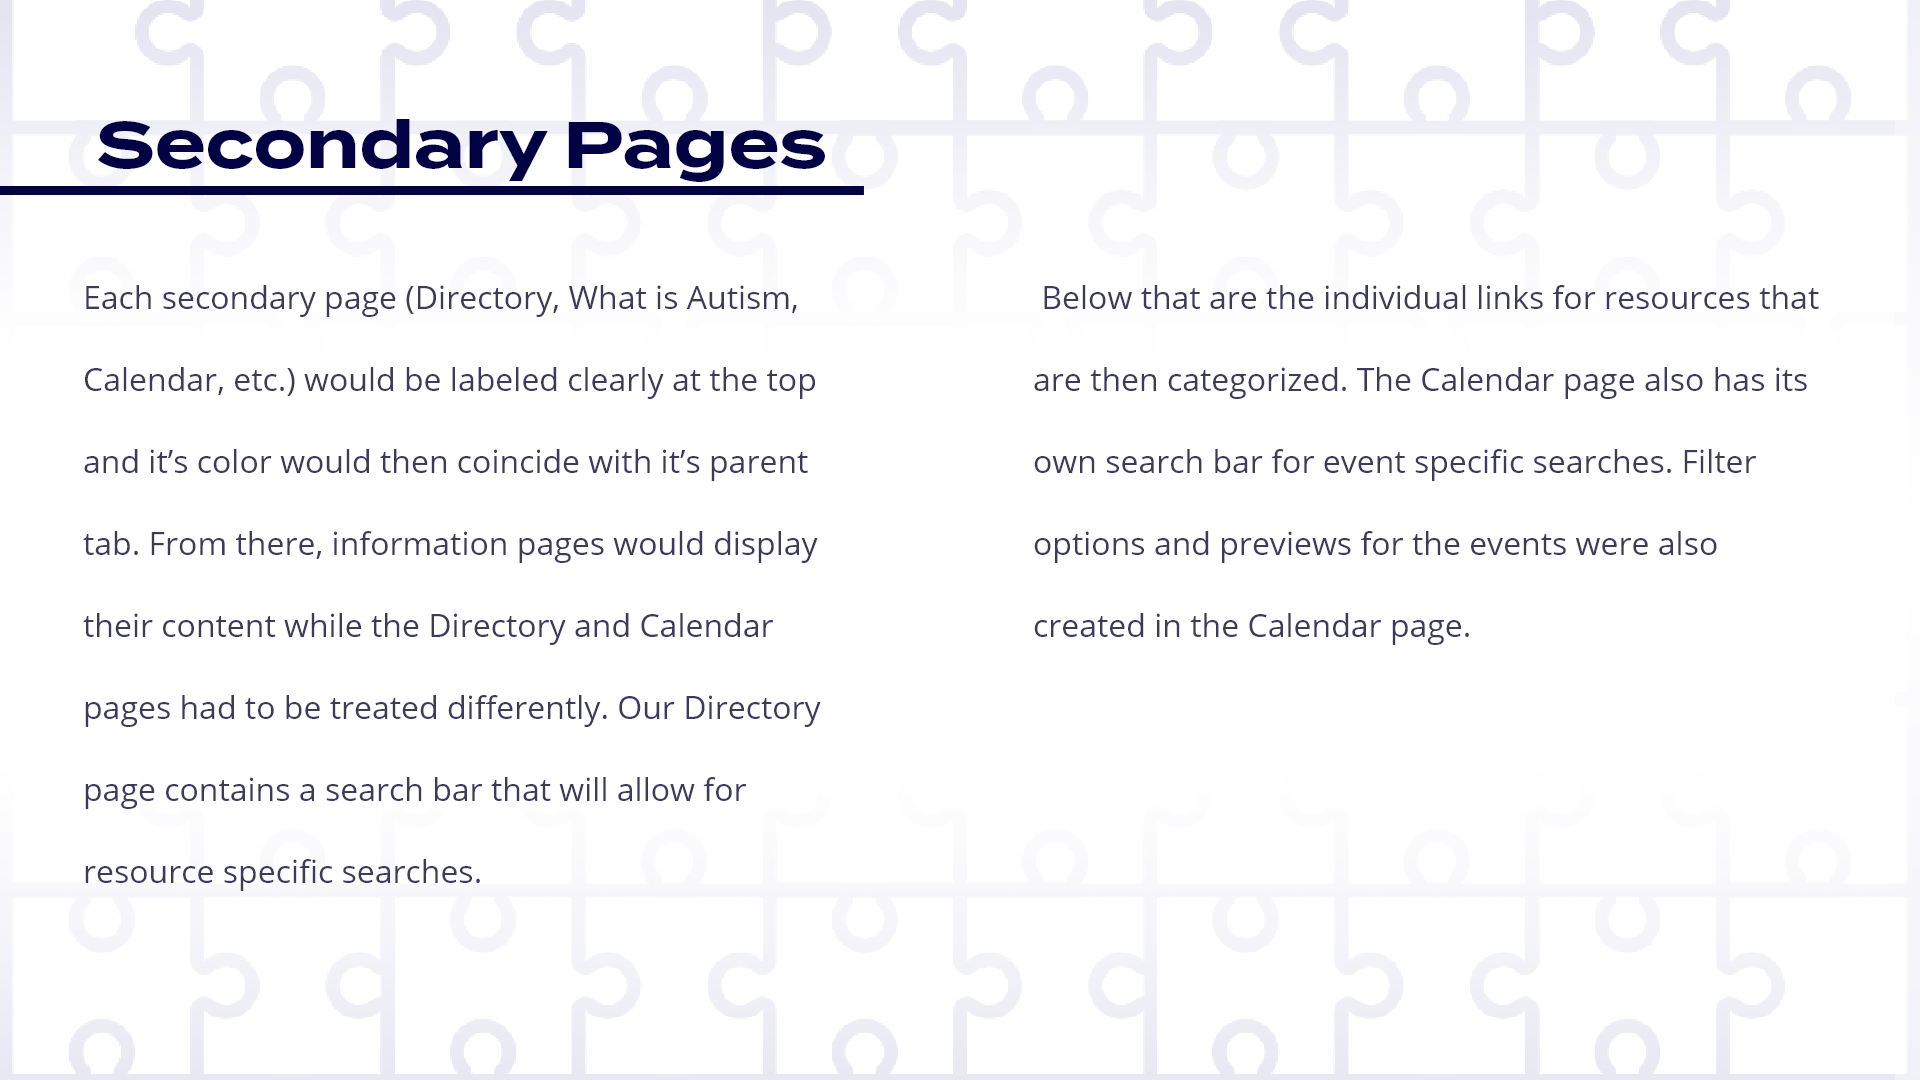 Secondary Pages
Each secondary page (Directory, What is Autism,
Calendar, etc.) would be labeled clearly at the top
and it’s color would then coincide with it’s parent
tab. From there, information pages would display
their content while the Directory and Calendar
pages had to be treated differently. Our Directory
page contains a search bar that will allow for
resource specific searches.
Below that are the individual links for resources that
are then categorized. The Calendar page also has its
own search bar for event specific searches. Filter
options and previews for the events were also
created in the Calendar page.